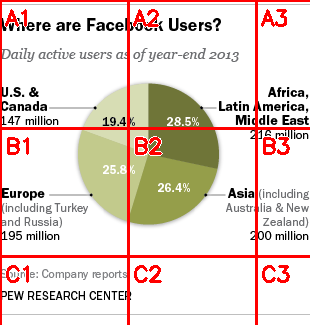 Where are Facebook Users?
Daily active users as of year-end 2013
U.S. &
Canada
147 million
Africa,
Latin America,
Middle East
216 million
19.4%
28.5%
25.8%
26.4%
Europe
(including Turkey
and Russia)
195 million
Asia (including
Australia & New
Zealand)
200 million
Source: Company reports
PEW RESEARCH CENTER
A1
A2
A3
B1
B2
B3
C1
C2
C3